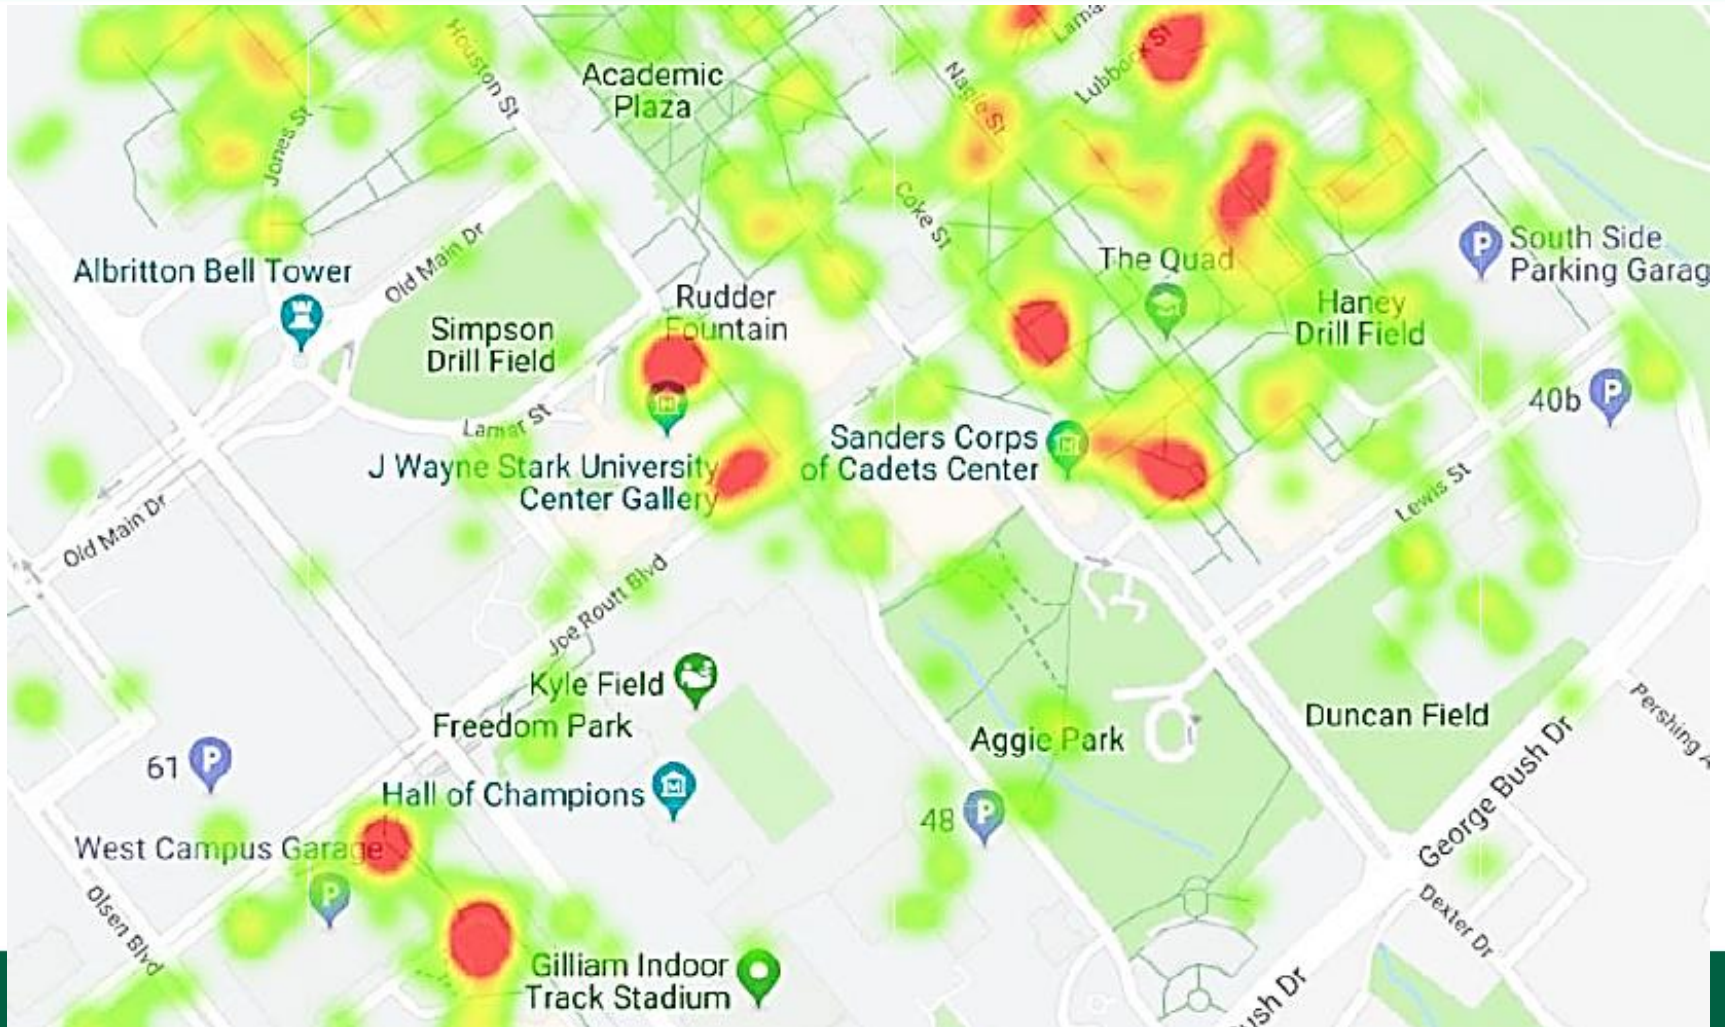 Houston St
Academic
Plaza
Nagle St
Lubbock St
Jones St
Coke St
Albritton Bell Tower
Old Main Dr
The Quad
South Side
Parking Garag
Rudder
Fountain
Simpson
Drill Field
Haney
Drill Field
40b
Lamar St
J Wayne Stark University
Center Gallery
Sanders Corps
of Cadets Center
Lewis St
Old Main Dr
Joe Routt Blvd
Kyle Field
Freedom Park
Aggie Park
Duncan Field
Pershing A
61
Hall of Champions
48
George Bush Dr
West Campus Garage
Olsen Blvd
Dexter Dr
Gilliam Indoor
Track Stadium
ush Dr
P
P
P
P
P
M
M
M